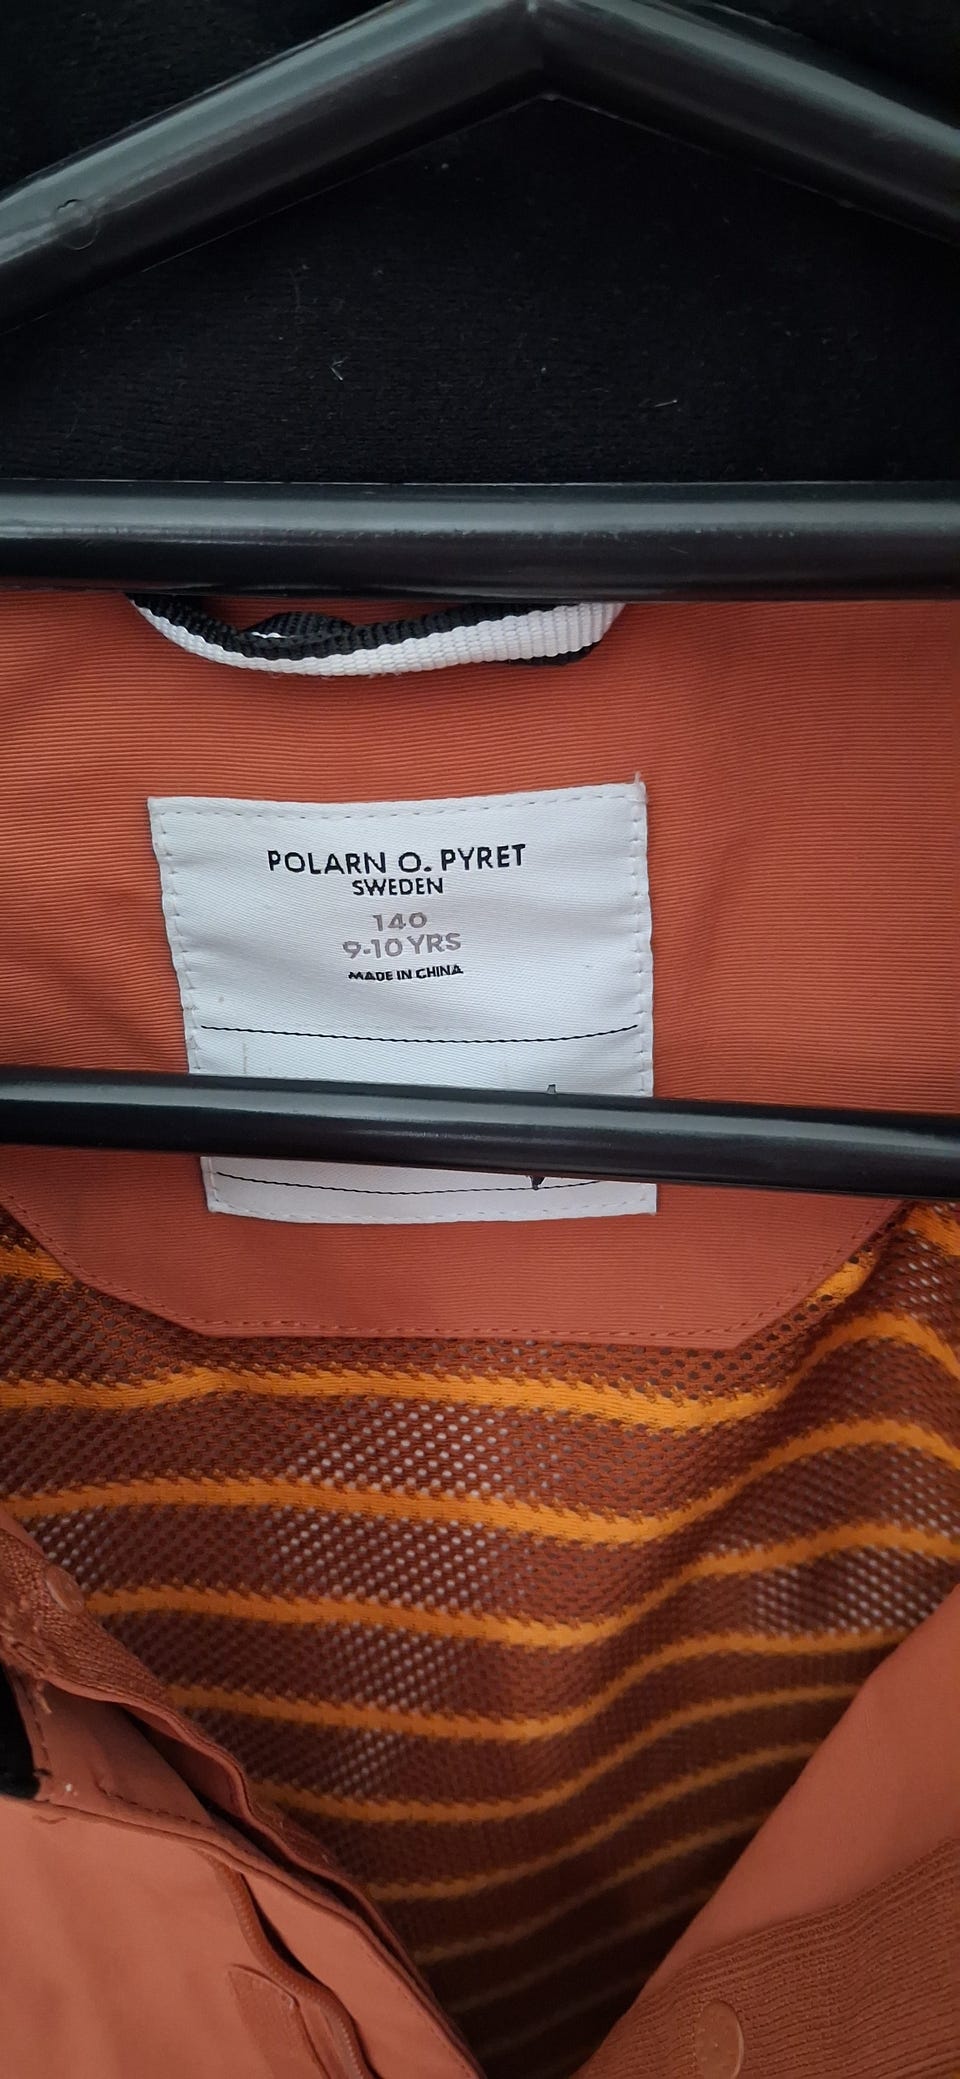 POLARN O. PYRET
SWEDEN
140
9-10 YRS
MADE IN CHINA